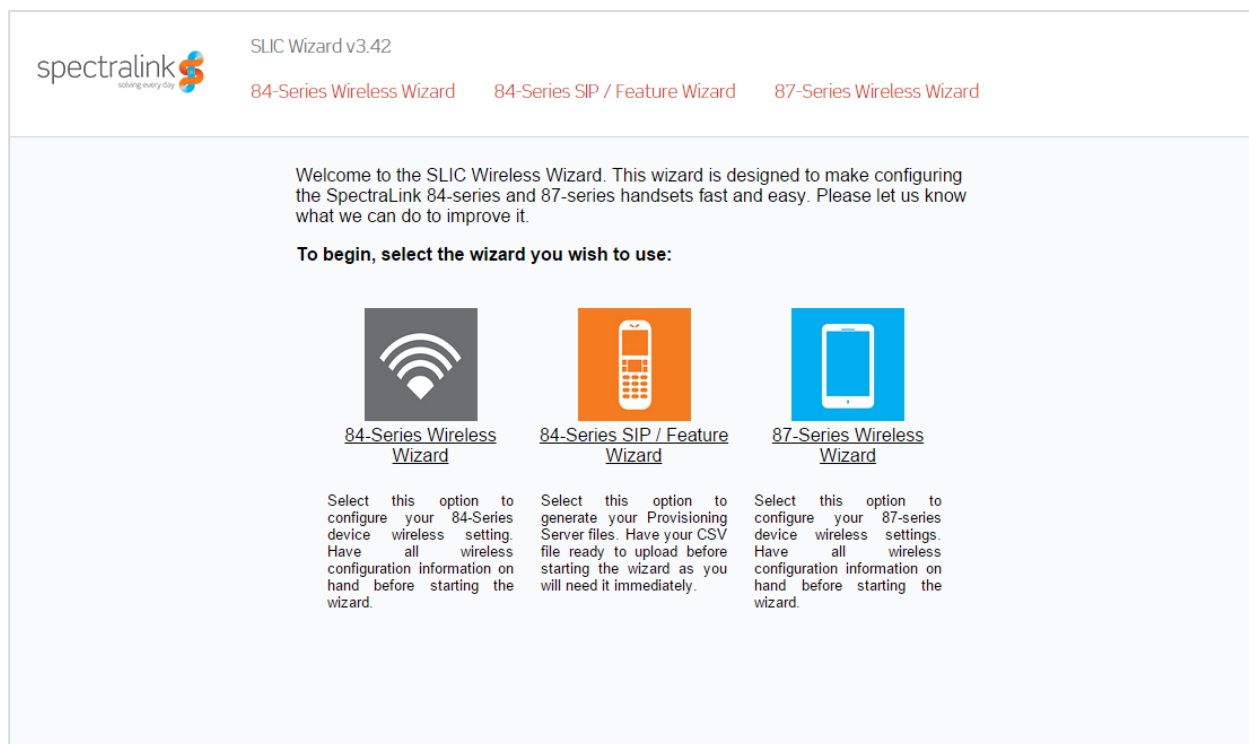 spectralink
solving every day
SLIC Wizard v3.42
84-Series Wireless Wizard 84-Series SIP / Feature Wizard 87-Series Wireless Wizard
Welcome to the SLIC Wireless Wizard. This wizard is designed to make configuring
the SpectraLink 84-series and 87-series handsets fast and easy. Please let us know
what we can do to improve it.
To begin, select the wizard you wish to use:
84-Series Wireless
Wizard
Select this option to
configure your 84-Series
device wireless setting.
Have all wireless
configuration information on
hand before starting the
wizard.
84-Series SIP / Feature
Wizard
Select this option to
generate your Provisioning
Server files. Have your CSV
file ready to upload before
starting the wizard as you
will need it immediately.
87-Series Wireless
Wizard
Select this option to
configure your 87-series
device wireless settings.
Have all wireless
configuration information on
hand before starting the
wizard.